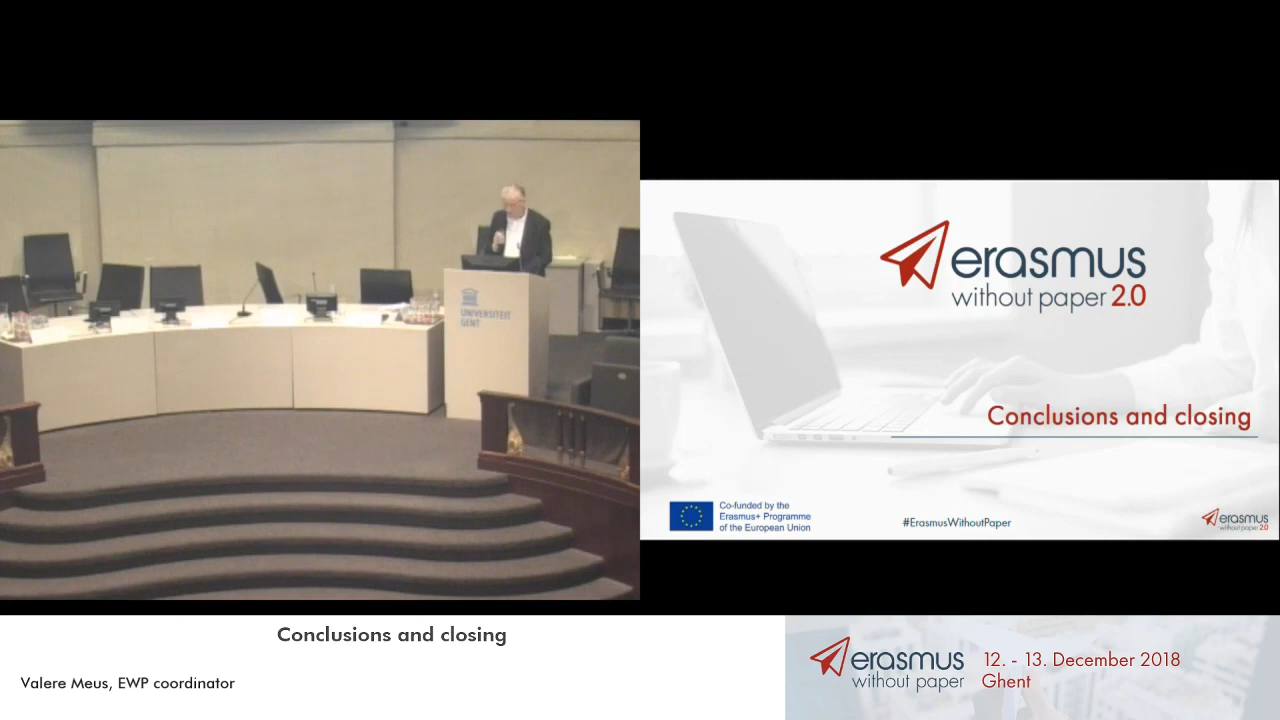 UNIVERSITEIT
GENT
erasmus
without paper 2.0
Conclusions and closing
Co-funded by the
Erasmus+ Programme
of the European Union
#ErasmusWithoutPaper
erasmus
without paper 2.0
Conclusions and closing
Valere Meus, EWP coordinator
erasmus
without paper
12. - 13. December 2018
Ghent